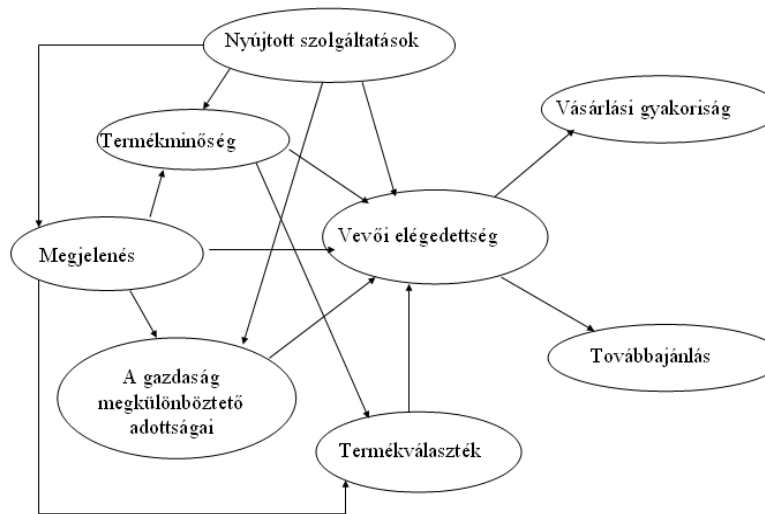 Nyújtott szolgáltatások
Vásárlási gyakoriság
Termékminőség
Vevői elégedettség
Megjelenés
Továbbajánlás
A gazdaság
megkülönböztető
adottságai
Termékválaszték